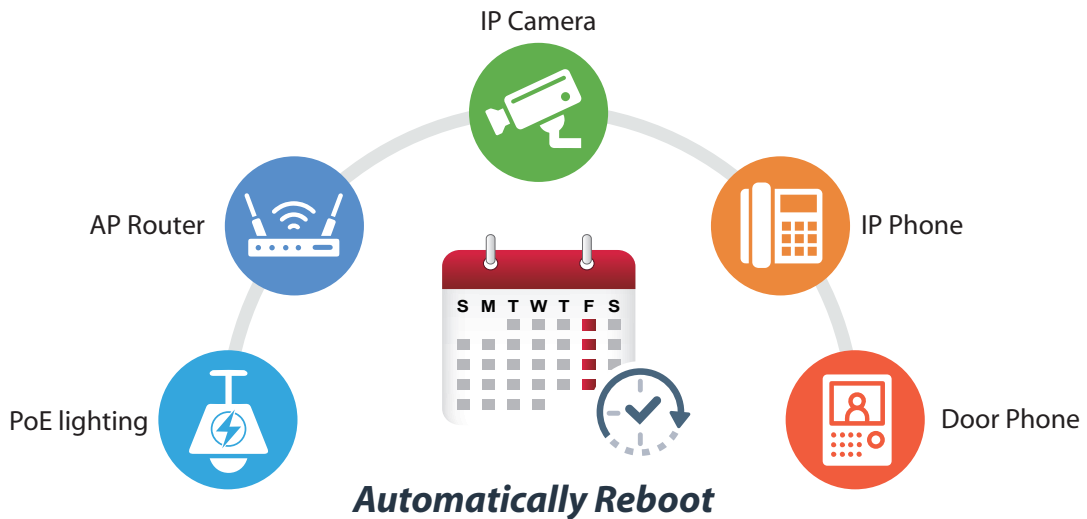 IP Camera
AP Router
IP Phone
S M T W T F S
PoE lighting
Door Phone
Automatically Reboot